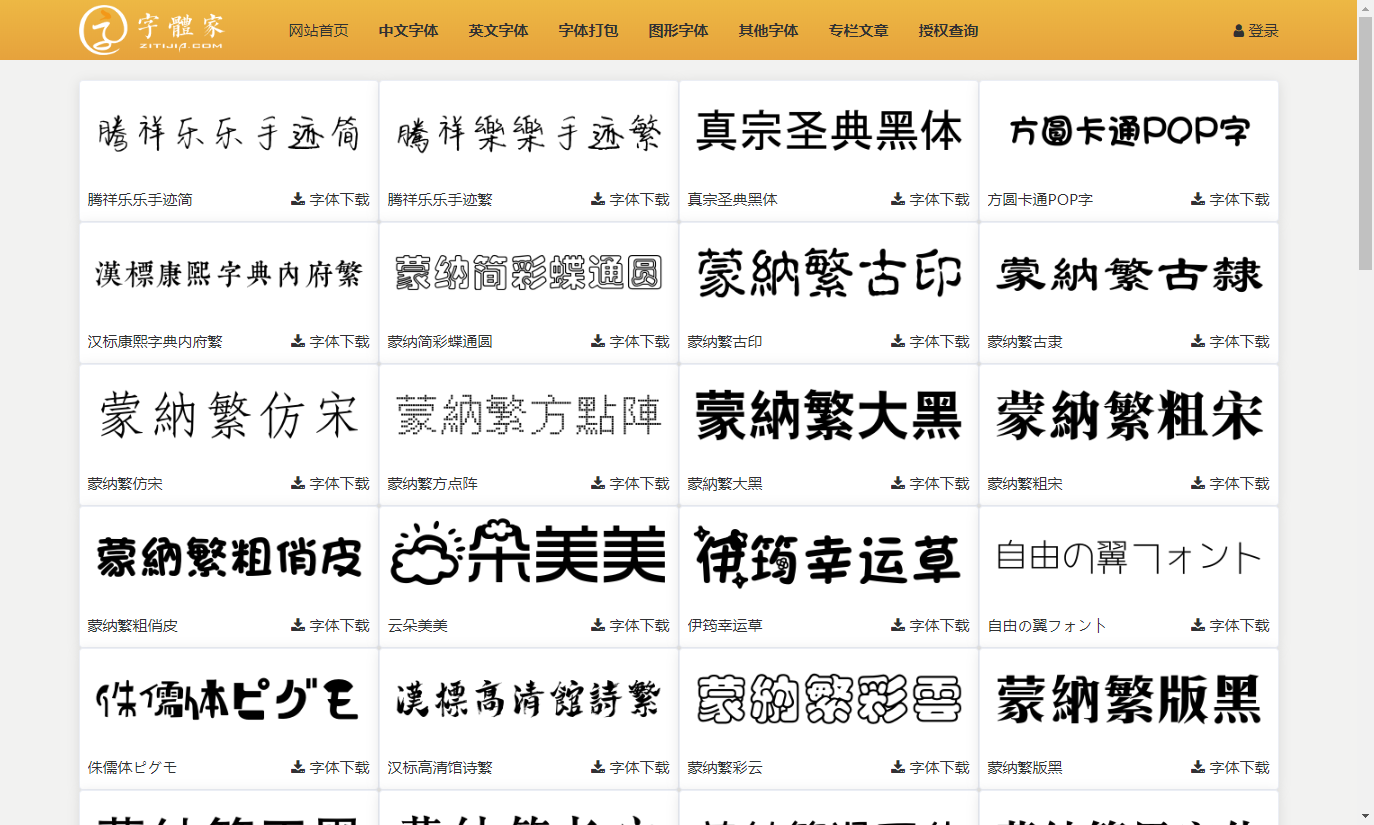 字體家
ZITIJIA.COM
网站首页 中文字体 英文字体 字体打包 图形字体 其他字体 专栏文章 授权查询 登录
腾祥乐乐手迹简 腾祥樂樂手迹繁 真宗圣典黑体 方圓卡通POP字
腾祥乐乐手迹简 字体下载 腾祥乐乐手迹繁 字体下载 真宗圣典黑体 字体下载 方圆卡通POP字 字体下载
漢標康熙字典內府繁 蒙纳简彩蝶通圆 蒙納繁古印 蒙納繁古隸
汉标康熙字典内府繁 字体下载 蒙纳简彩蝶通圆 字体下载 蒙纳繁古印 字体下载 蒙纳繁古隶 字体下载
蒙納繁仿宋 蒙納繁方點陣 蒙納繁大黑 蒙納繁粗宋
蒙纳繁仿宋 字体下载 蒙纳繁方点阵 字体下载 蒙納繁大黑 字体下载 蒙纳繁粗宋 字体下载
蒙納繁粗俏皮 云朵美美 伊筠幸运草 自由の翼フォント
蒙纳繁粗俏皮 字体下载 云朵美美 字体下载 伊筠幸运草 字体下载 自由の翼フォント 字体下载
侏儒体ピグモ 漢標高清館詩繁 蒙納繁彩雲 蒙納繁版黑
侏儒体ピグモ 字体下载 汉标高清馆诗繁 字体下载 蒙纳繁彩云 字体下载 蒙纳繁版黑 字体下载